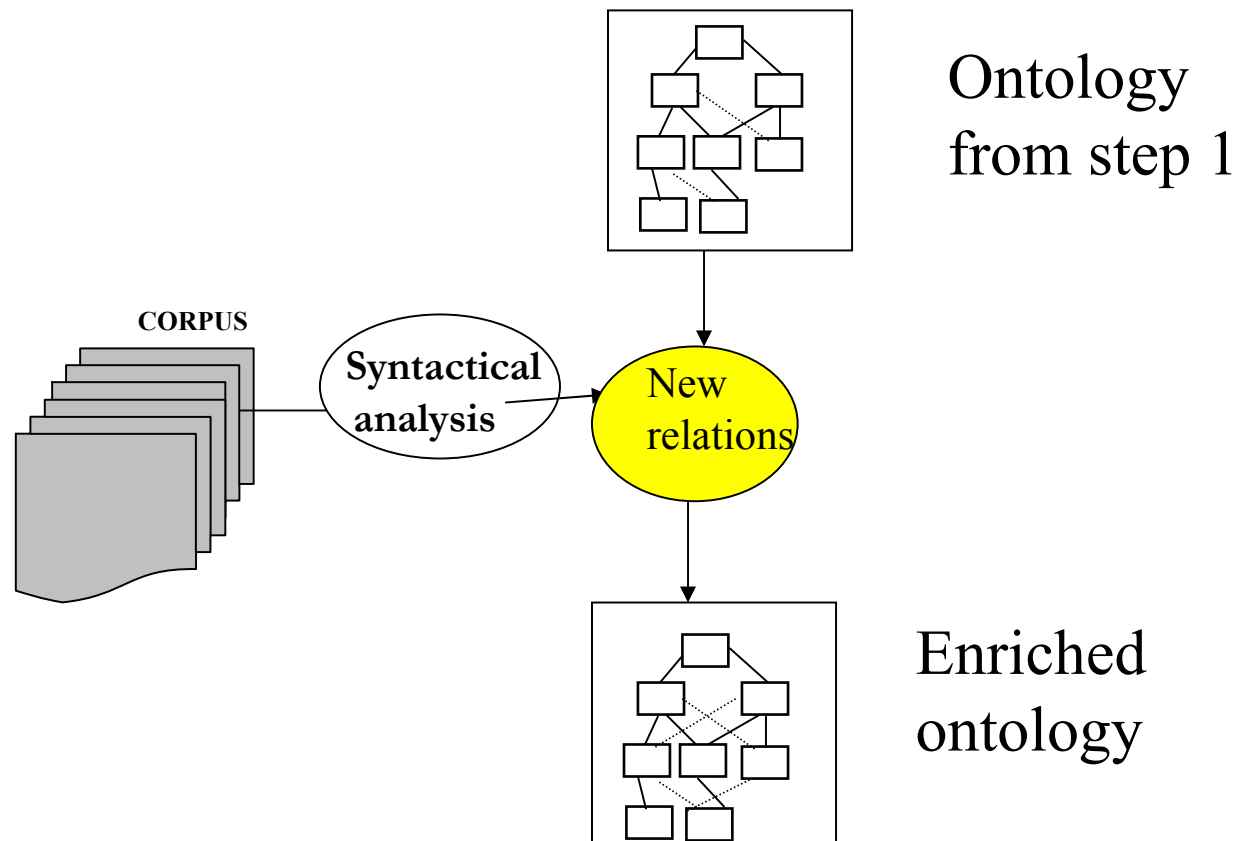 Ontology
from step 1
CORPUS
Syntactical
analysis
New
relations
Enriched
ontology